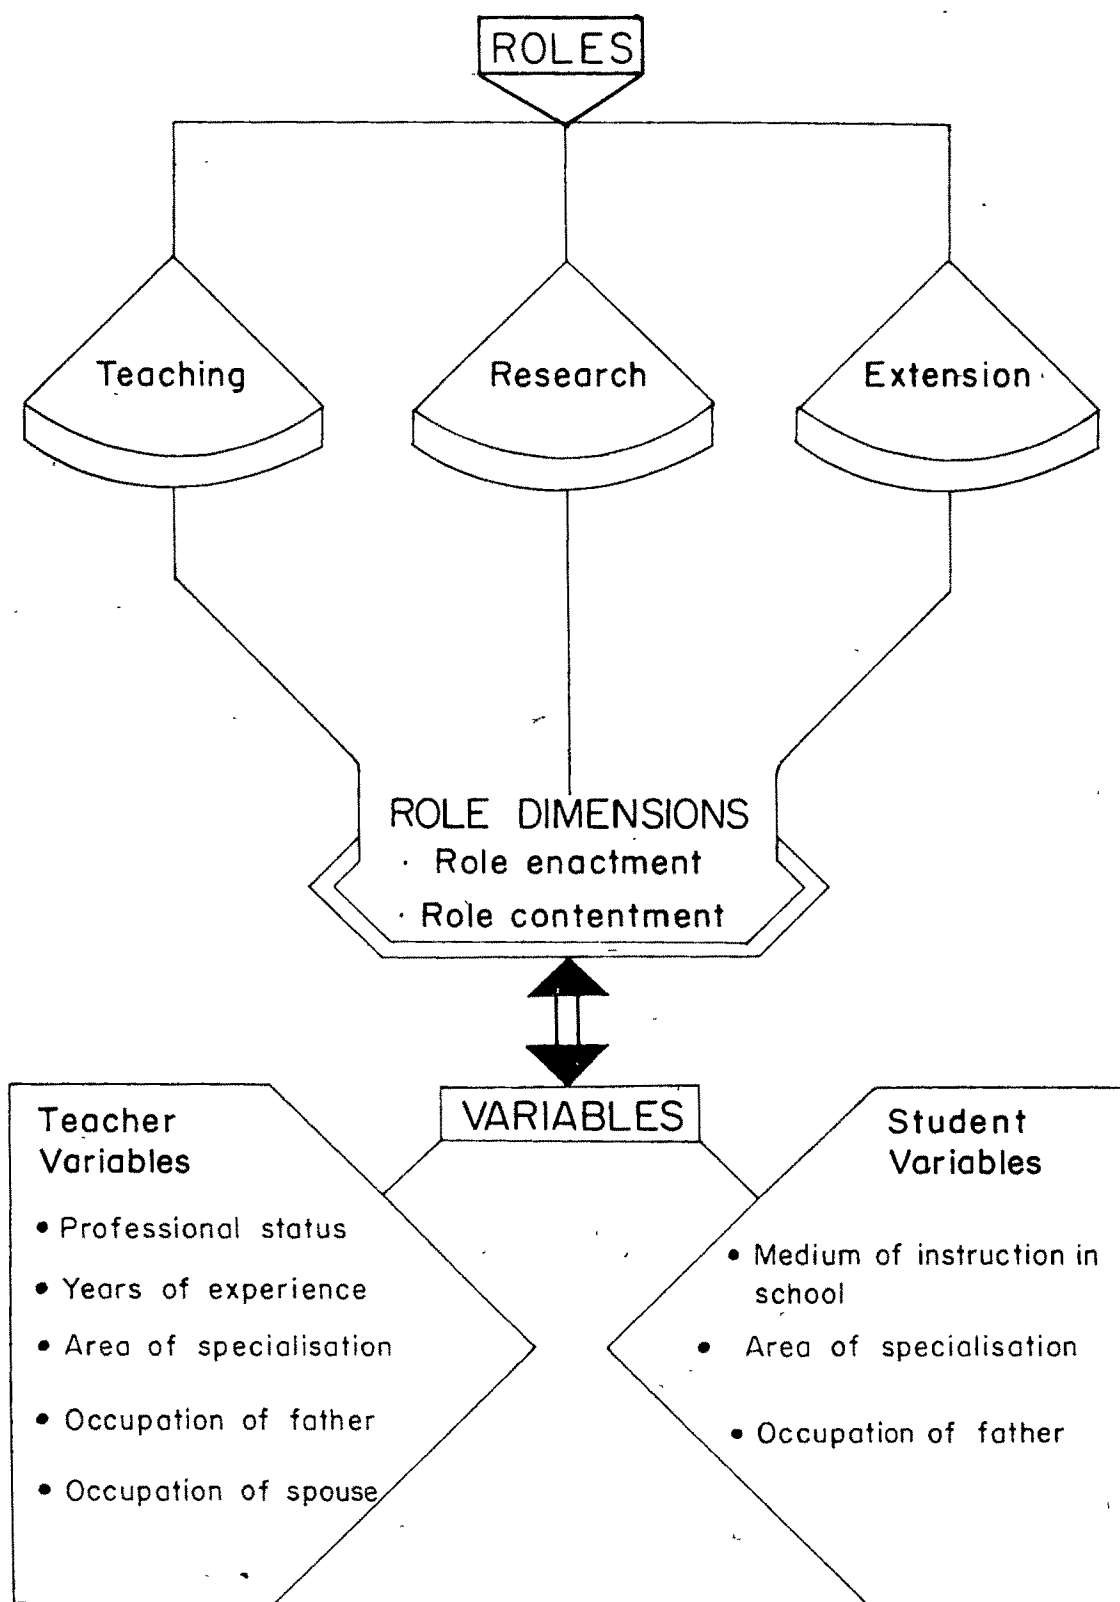 ROLES
Teaching
Research
Extension
ROLE DIMENSIONS
· Role enactment
· Role contentment
VARIABLES
Teacher
Variables
• Professional status
• Years of experience
• Area of specialisation
• Occupation of father
• Occupation of spouse
Student
Variables
• Medium of instruction in
school
• Area of specialisation
• Occupation of father